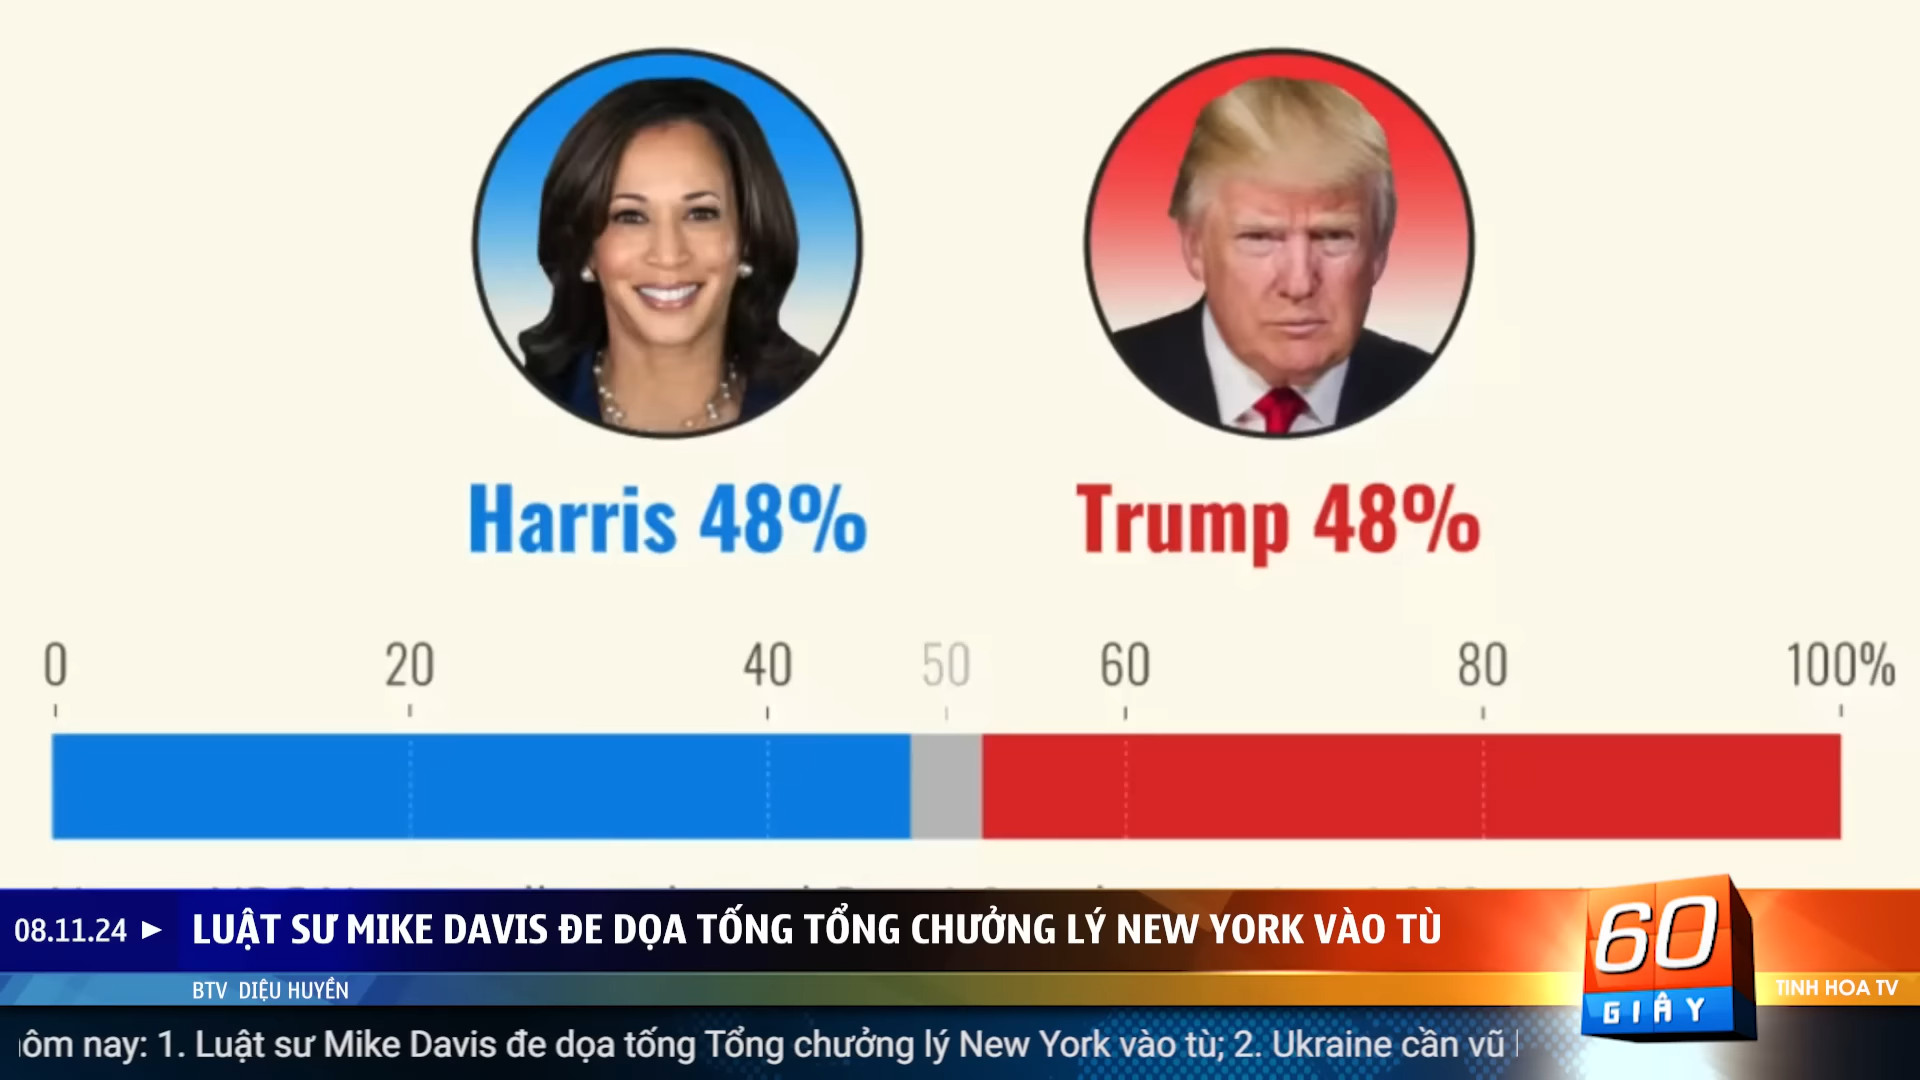 Harris 48%
Trump 48%
0 20 40 50 60 80 100%
08.11.24 ► LUẬT SƯ MIKE DAVIS ĐE DỌA TỐNG TỔNG CHƯỞNG LÝ NEW YORK VÀO TÙ
BTV DIỆU HUYỀN
60
GIÂY
TINH HOA TV
nay: 1. Luật sư Mike Davis đe dọa tống Tổng chưởng lý New York vào tù; 2. Ukraine cần vũ